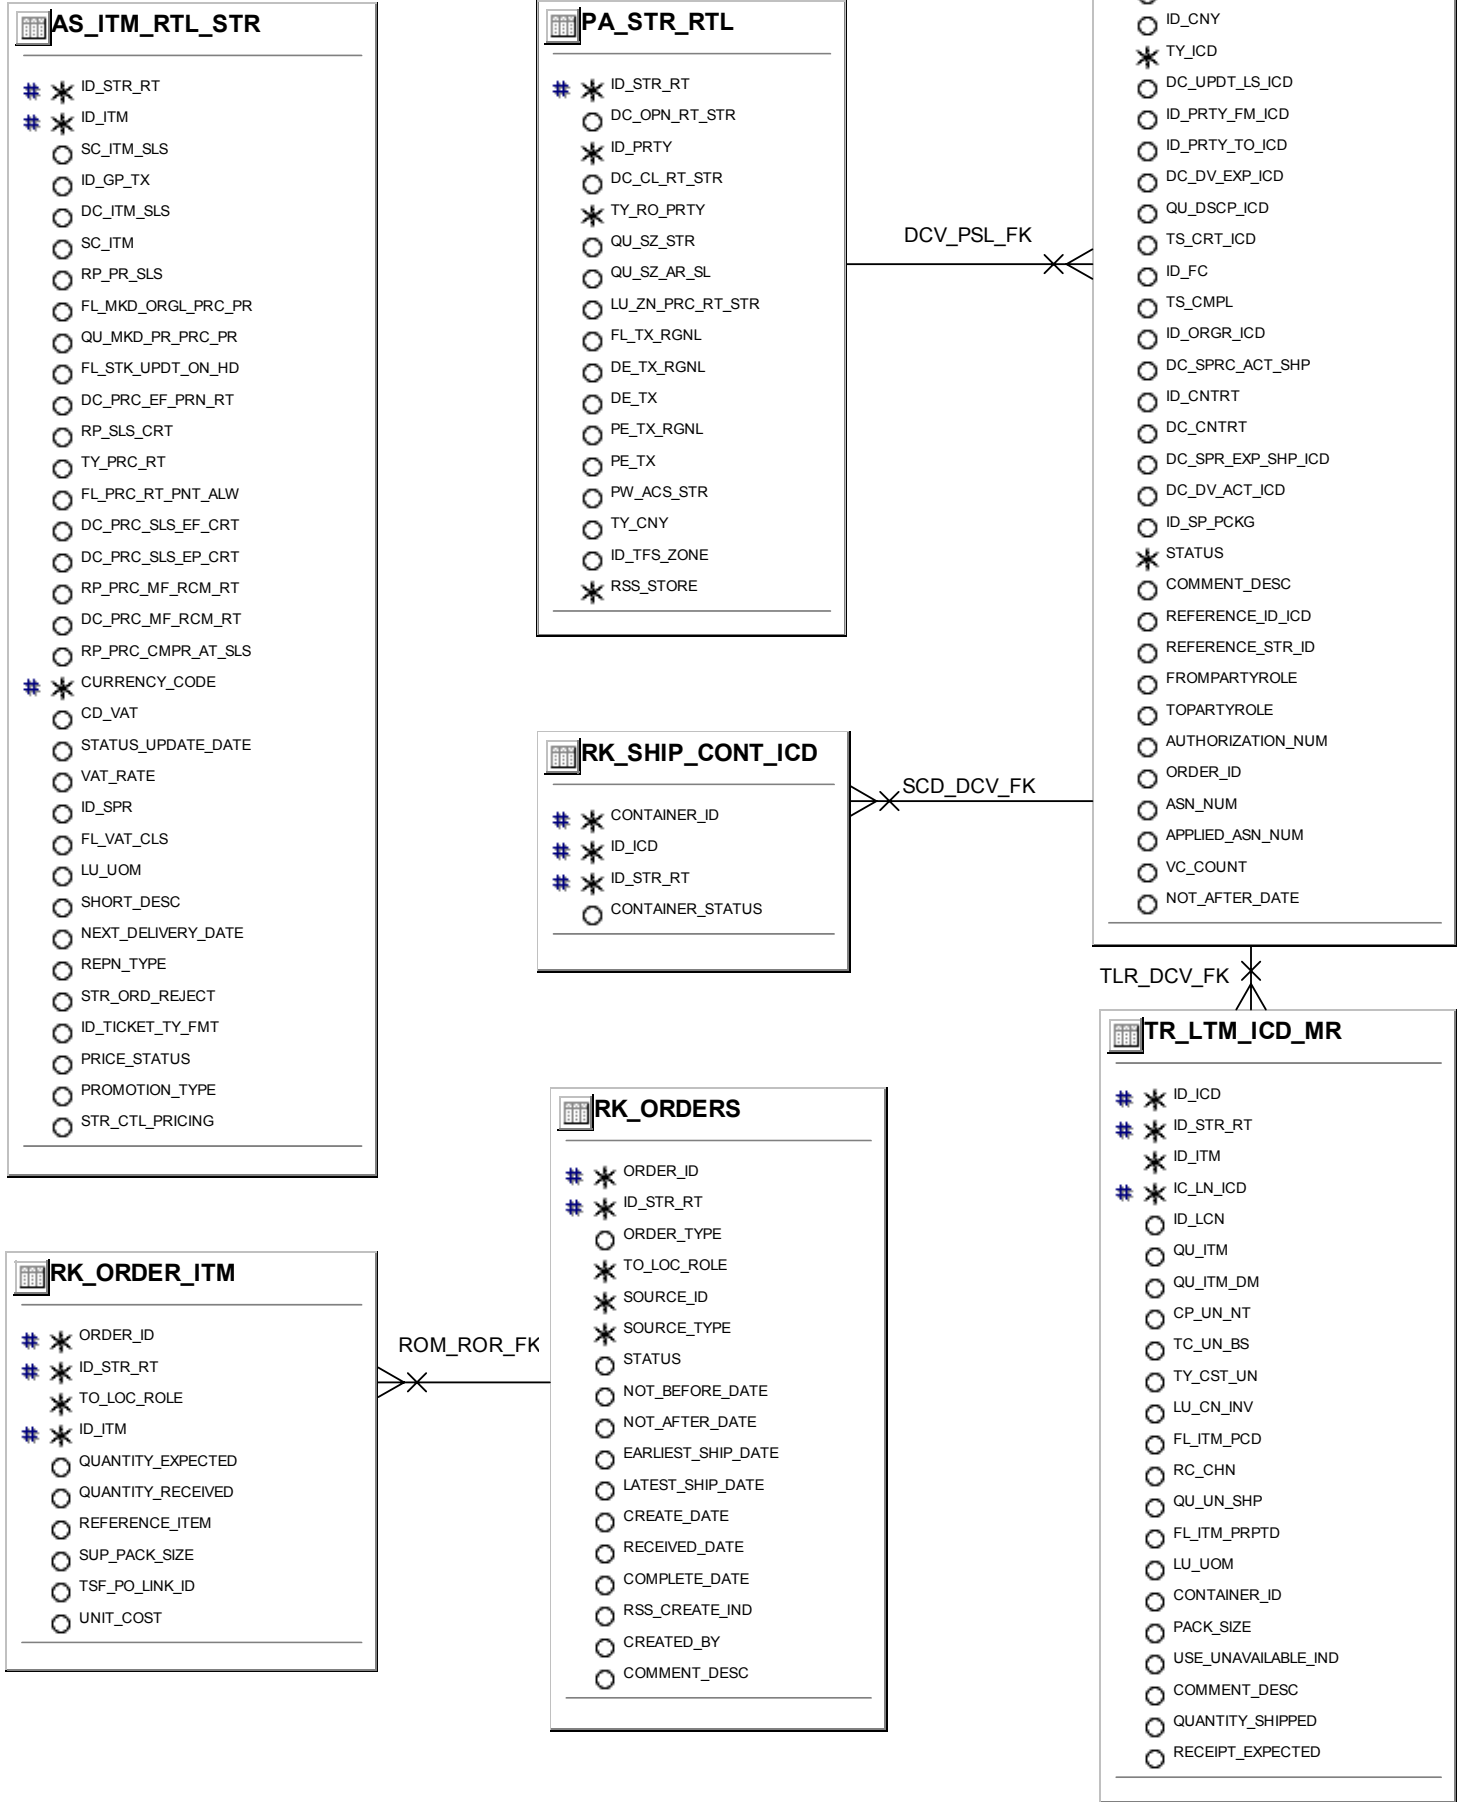 AS_ITM_RTL_STR
# * ID_STR_RT
# * ID_ITM
SC_ITM_SLS
ID_GP_TX
DC_ITM_SLS
SC_ITM
RP_PR_SLS
FL_MKD_ORGL_PRC_PR
QU_MKD_PR_PRC_PR
FL_STK_UPDT_ON_HD
DC_PRC_EF_PRN_RT
RP_SLS_CRT
TY_PRC_RT
FL_PRC_RT_PNT_ALW
DC_PRC_SLS_EF_CRT
DC_PRC_SLS_EP_CRT
RP_PRC_MF_RCM_RT
DC_PRC_MF_RCM_RT
RP_PRC_CMPR_AT_SLS
# * CURRENCY_CODE
CD_VAT
STATUS_UPDATE_DATE
VAT_RATE
ID_SPR
FL_VAT_CLS
LU_UOM
SHORT_DESC
NEXT_DELIVERY_DATE
REPN_TYPE
STR_ORD_REJECT
ID_TICKET_TY_FMT
PRICE_STATUS
PROMOTION_TYPE
STR_CTL_PRICING
PA_STR_RTL
# * ID_STR_RT
DC_OPN_RT_STR
* ID_PRTY
DC_CL_RT_STR
* TY_RO_PRTY
QU_SZ_STR
QU_SZ_AR_SL
LU_ZN_PRC_RT_STR
FL_TX_RGNL
DE_TX_RGNL
DE_TX
PE_TX_RGNL
PE_TX
PW_ACS_STR
TY_CNY
ID_TFS_ZONE
* RSS_STORE
DCV_PSL_FK
ID_CNY
* TY_ICD
DC_UPDT_LS_ICD
ID_PRTY_FM_ICD
ID_PRTY_TO_ICD
DC_DV_EXP_ICD
QU_DSCP_ICD
TS_CRT_ICD
ID_FC
TS_CMPL
ID_ORGR_ICD
DC_SPRC_ACT_SHP
ID_CNTRT
DC_CNTRT
DC_SPR_EXP_SHP_ICD
DC_DV_ACT_ICD
ID_SP_PCKG
* STATUS
COMMENT_DESC
REFERENCE_ID_ICD
REFERENCE_STR_ID
FROMPARTYROLE
TOPARTYROLE
AUTHORIZATION_NUM
ORDER_ID
ASN_NUM
APPLIED_ASN_NUM
VC_COUNT
NOT_AFTER_DATE
RK_SHIP_CONT_ICD
# * CONTAINER_ID
# * ID_ICD
# * ID_STR_RT
CONTAINER_STATUS
SCD_DCV_FK
TLR_DCV_FK
TR_LTM_ICD_MR
# * ID_ICD
# * ID_STR_RT
* ID_ITM
# * IC_LN_ICD
ID_LCN
QU_ITM
QU_ITM_DM
CP_UN_NT
TC_UN_BS
TY_CST_UN
LU_CN_INV
FL_ITM_PCD
RC_CHN
QU_UN_SHP
FL_ITM_PRPTD
LU_UOM
CONTAINER_ID
PACK_SIZE
USE_UNAVAILABLE_IND
COMMENT_DESC
QUANTITY_SHIPPED
RECEIPT_EXPECTED
RK_ORDERS
# * ORDER_ID
# * ID_STR_RT
ORDER_TYPE
* TO_LOC_ROLE
* SOURCE_ID
* SOURCE_TYPE
STATUS
NOT_BEFORE_DATE
NOT_AFTER_DATE
EARLIEST_SHIP_DATE
LATEST_SHIP_DATE
CREATE_DATE
RECEIVED_DATE
COMPLETE_DATE
RSS_CREATE_IND
CREATED_BY
COMMENT_DESC
RK_ORDER_ITM
# * ORDER_ID
# * ID_STR_RT
* TO_LOC_ROLE
# * ID_ITM
QUANTITY_EXPECTED
QUANTITY_RECEIVED
REFERENCE_ITEM
SUP_PACK_SIZE
TSF_PO_LINK_ID
UNIT_COST
ROM_ROR_FK